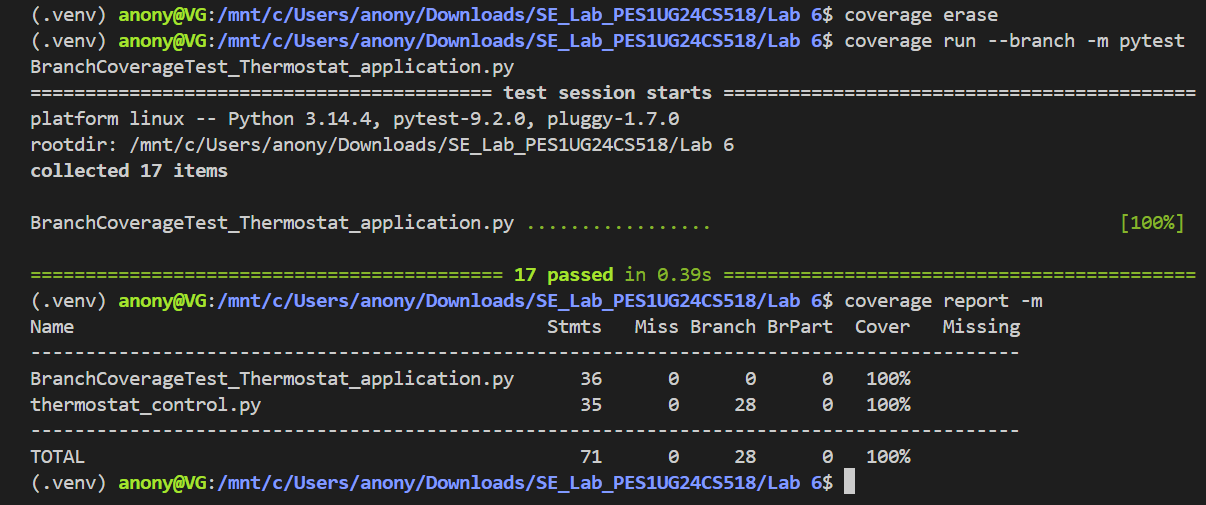 (.venv) anony@VG:/mnt/c/Users/anony/Downloads/SE_Lab_PES1UG24CS518/Lab 6$ coverage erase
(.venv) anony@VG:/mnt/c/Users/anony/Downloads/SE_Lab_PES1UG24CS518/Lab 6$ coverage run --branch -m pytest
BranchCoverageTest_Thermostat_application.py
========================================== test session starts ===========================================
platform linux -- Python 3.14.4, pytest-9.2.0, pluggy-1.7.0
rootdir: /mnt/c/Users/anony/Downloads/SE_Lab_PES1UG24CS518/Lab 6
collected 17 items
BranchCoverageTest_Thermostat_application.py ................. [100%]
=========================================== 17 passed in 0.39s ===========================================
(.venv) anony@VG:/mnt/c/Users/anony/Downloads/SE_Lab_PES1UG24CS518/Lab 6$ coverage report -m
Name Stmts Miss Branch BrPart Cover Missing
------------------------------------------------------------------------------------------
BranchCoverageTest_Thermostat_application.py 36 0 0 0 100%
thermostat_control.py 35 0 28 0 100%
------------------------------------------------------------------------------------------
TOTAL 71 0 28 0 100%
(.venv) anony@VG:/mnt/c/Users/anony/Downloads/SE_Lab_PES1UG24CS518/Lab 6$